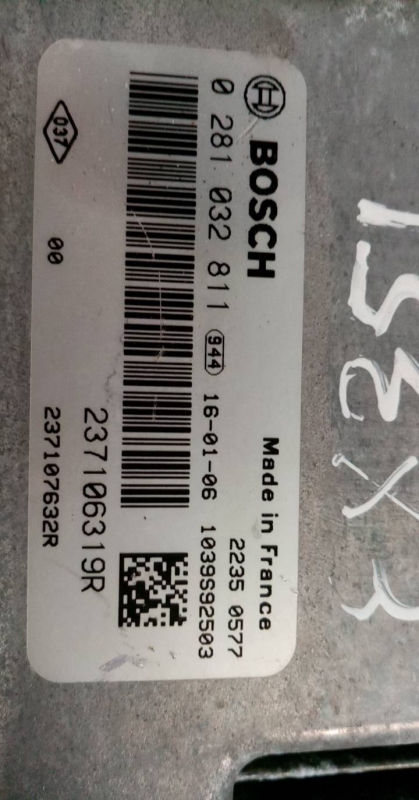 BOSCH
Made in France
2235 0577
0 281 032 811 944 16-01-06 1039S92503
237106319R
037 00 237107632R